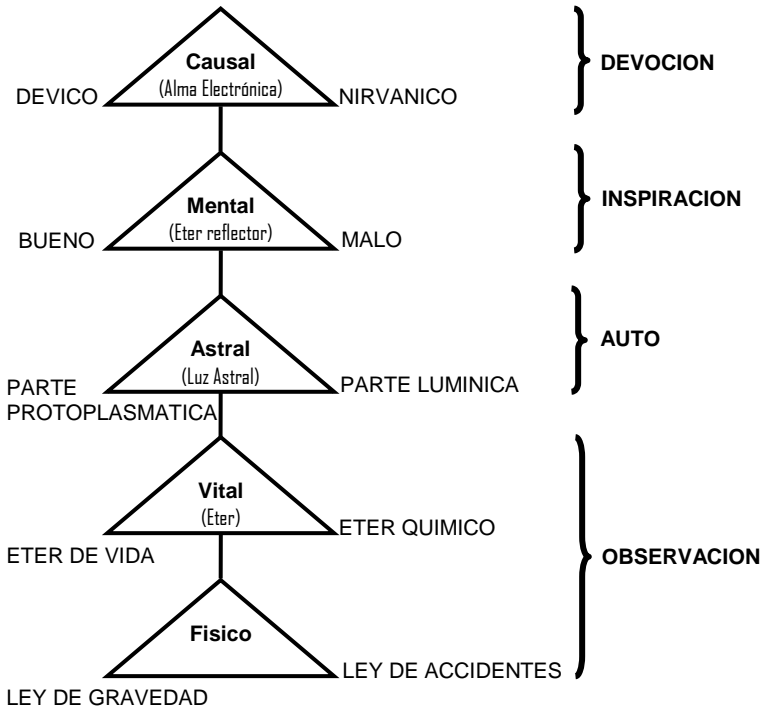 Causal
(Alma Electrónica)
DEVICO
NIRVANICO
DEVOCION
Mental
(Eter reflector)
BUENO
MALO
INSPIRACION
Astral
(Luz Astral)
PARTE
PROTOPLASMATICA
PARTE LUMINICA
AUTO
Vital
(Eter)
ETER DE VIDA
ETER QUIMICO
OBSERVACION
Fisico
LEY DE GRAVEDAD
LEY DE ACCIDENTES